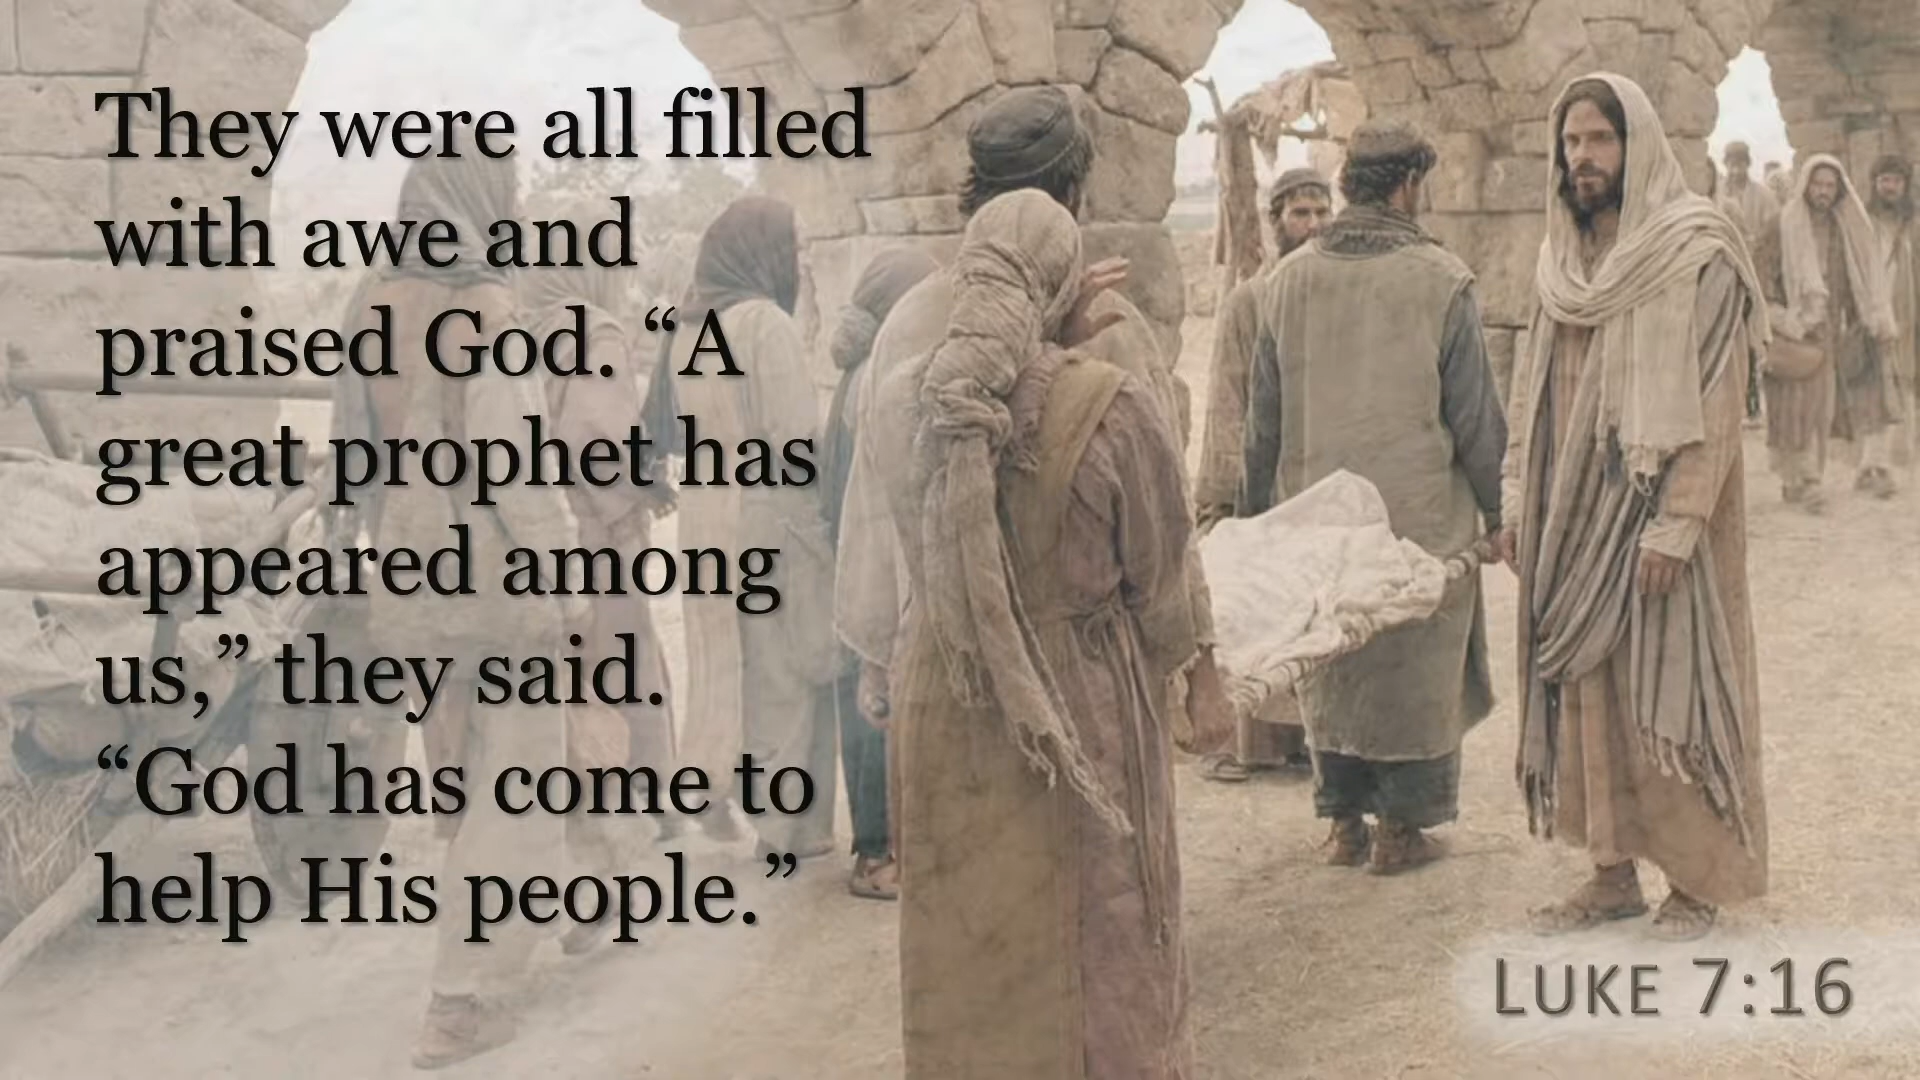 They were all filled
with awe and
praised God. “A
great prophet has
appeared among
us,” they said.
“God has come to
help His people.”
LUKE 7:16